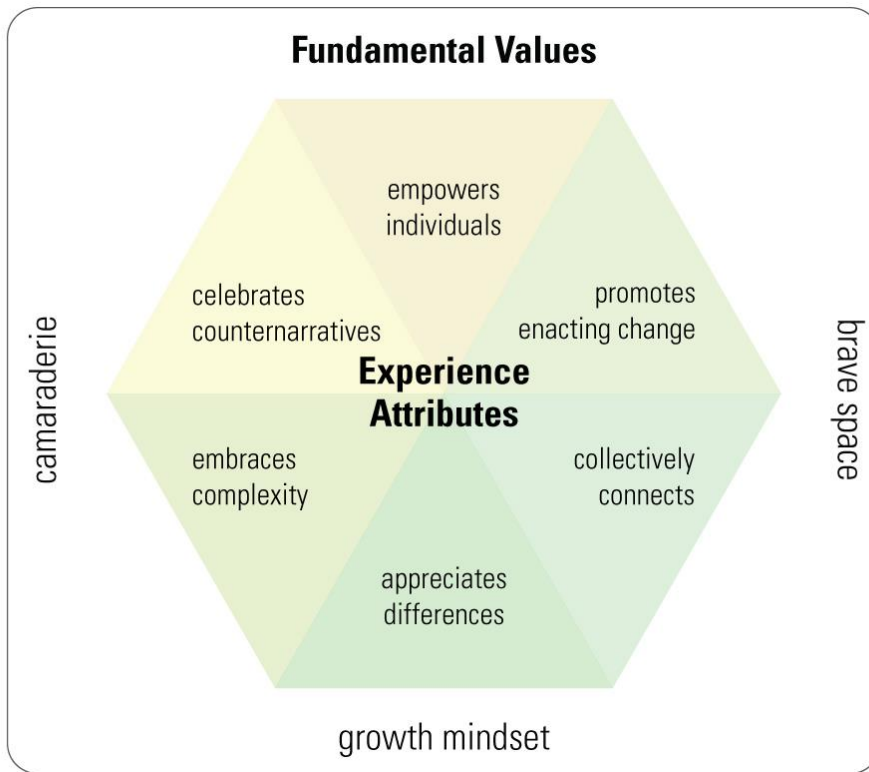 Fundamental Values
empowers
individuals
celebrates
counternarratives
promotes
enacting change
Experience
Attributes
camaraderie
brave space
embraces
complexity
collectively
connects
appreciates
differences
growth mindset